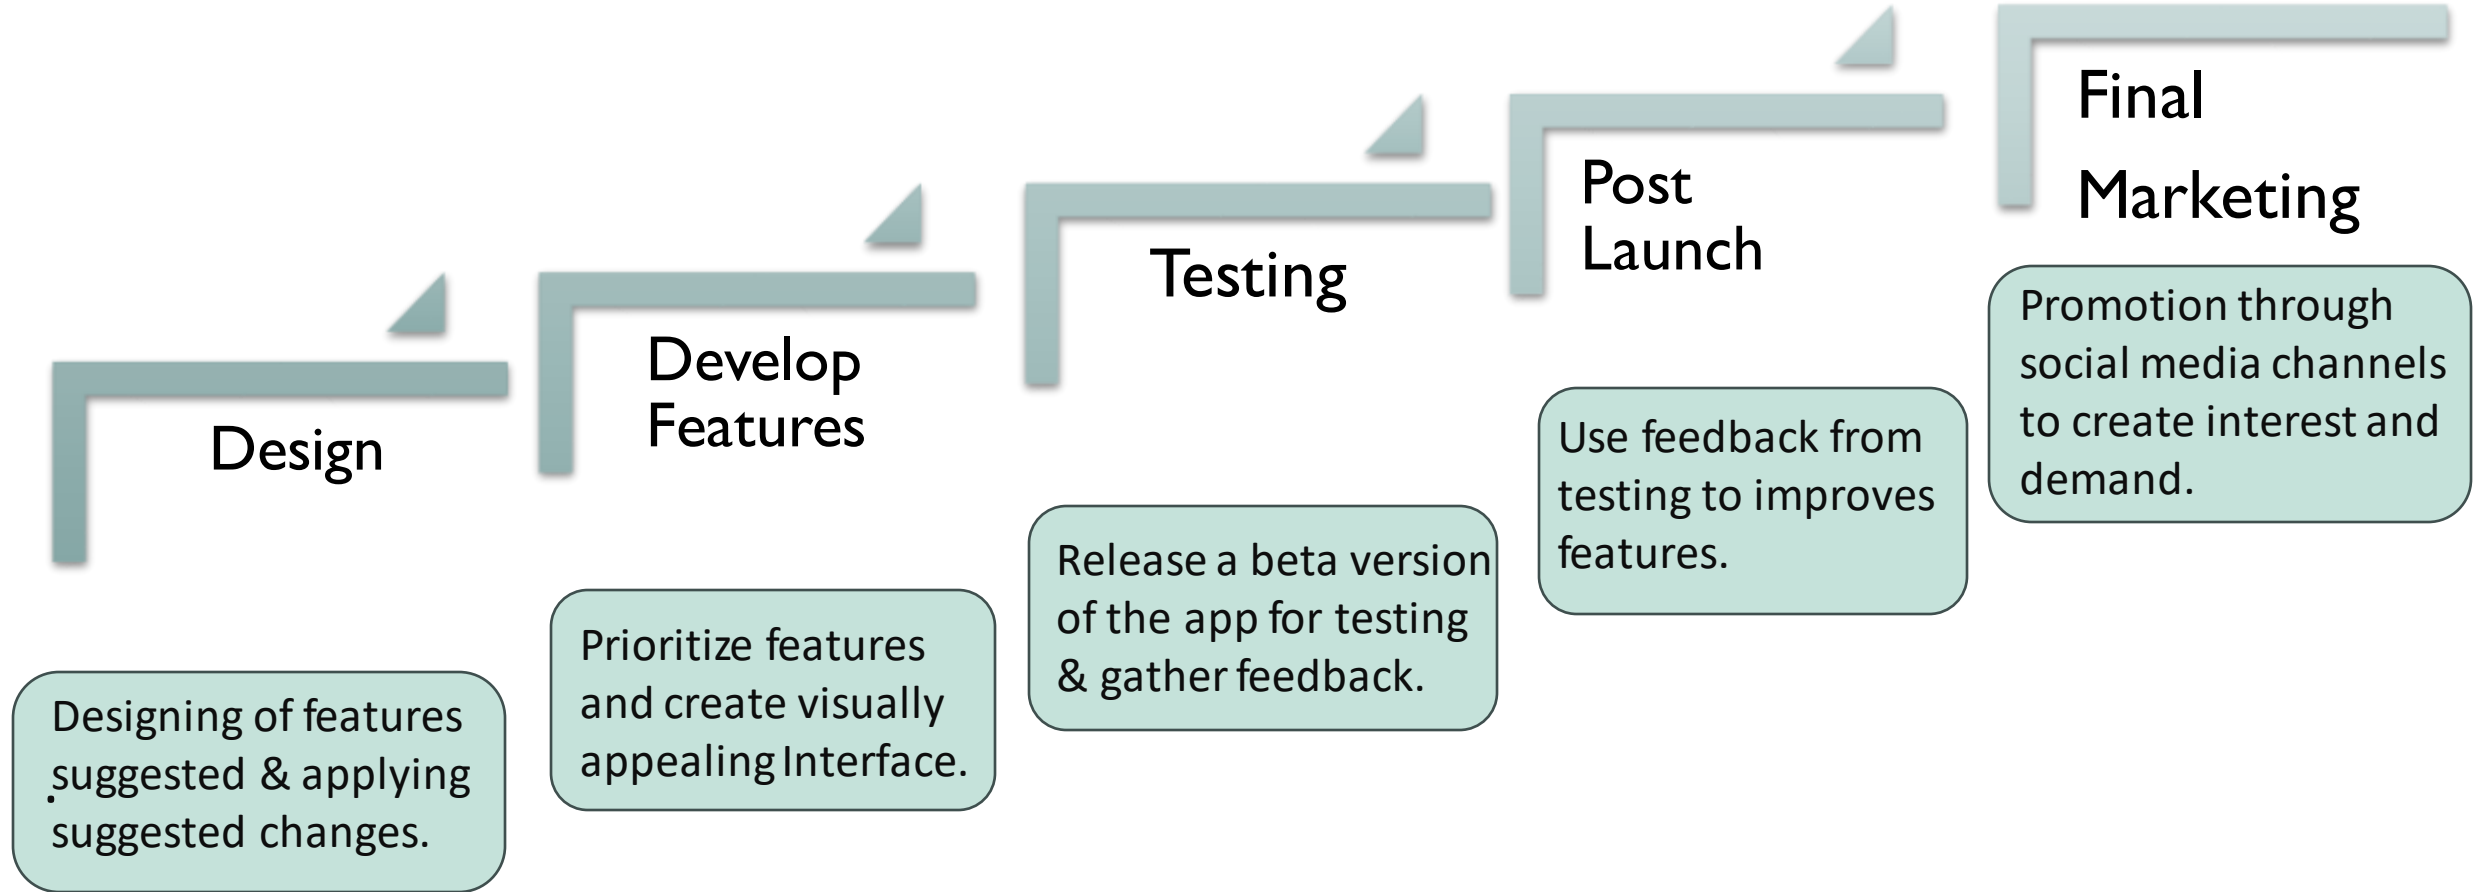 Design
Designing of features
suggested & applying
suggested changes.
.
Develop
Features
Prioritize features
and create visually
appealing Interface.
Testing
Release a beta version
of the app for testing
& gather feedback.
Post
Launch
Use feedback from
testing to improves
features.
Final
Marketing
Promotion through
social media channels
to create interest and
demand.